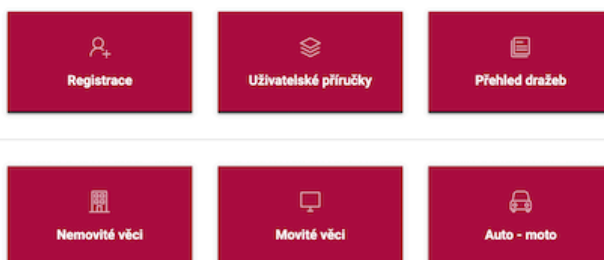 Registrace
Uživatelské příručky
Přehled dražeb
Nemovité věci
Movité věci
Auto - moto